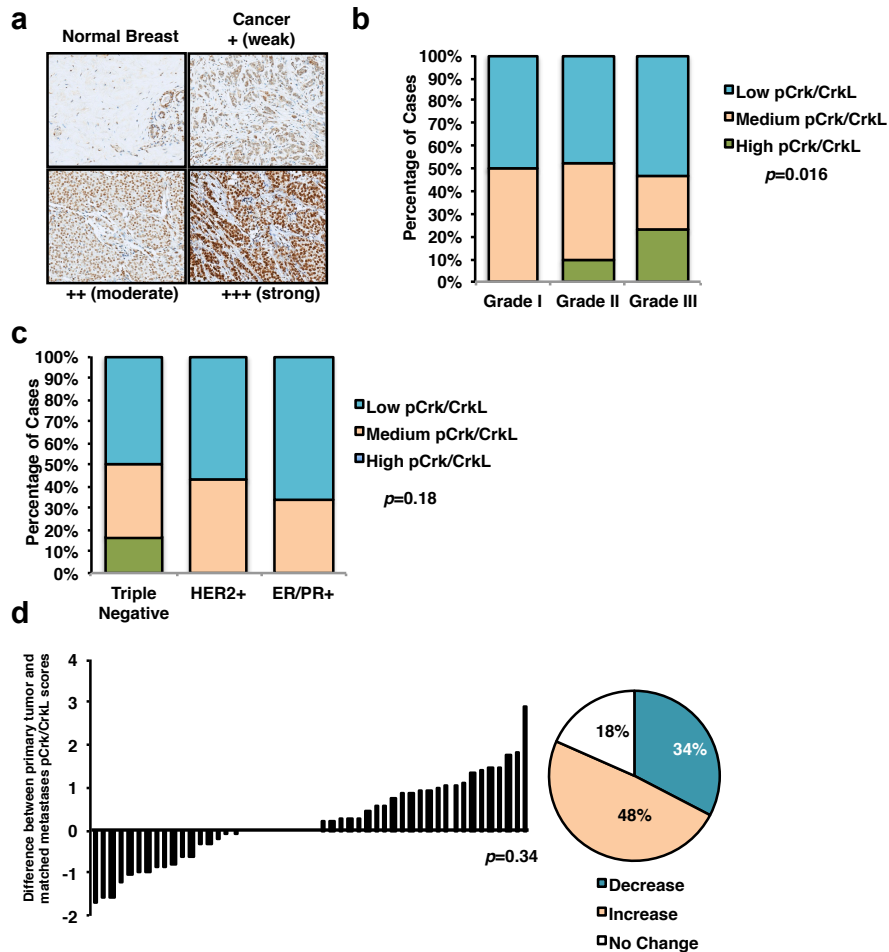 a
Normal Breast
Cancer
+ (weak)
++ (moderate)
+++ (strong)
b
Percentage of Cases
100%
90%
80%
70%
60%
50%
40%
30%
20%
10%
0%
Grade I
Grade II
Grade III
Low pCrk/CrkL
Medium pCrk/CrkL
High pCrk/CrkL
p=0.016
c
Percentage of Cases
100%
90%
80%
70%
60%
50%
40%
30%
20%
10%
0%
Triple
Negative
HER2+
ER/PR+
Low pCrk/CrkL
Medium pCrk/CrkL
High pCrk/CrkL
p=0.18
d
Difference between primary tumor and
matched metastases pCrk/CrkL scores
4
3
2
1
0
-1
-2
p=0.34
18%
34%
48%
Decrease
Increase
No Change